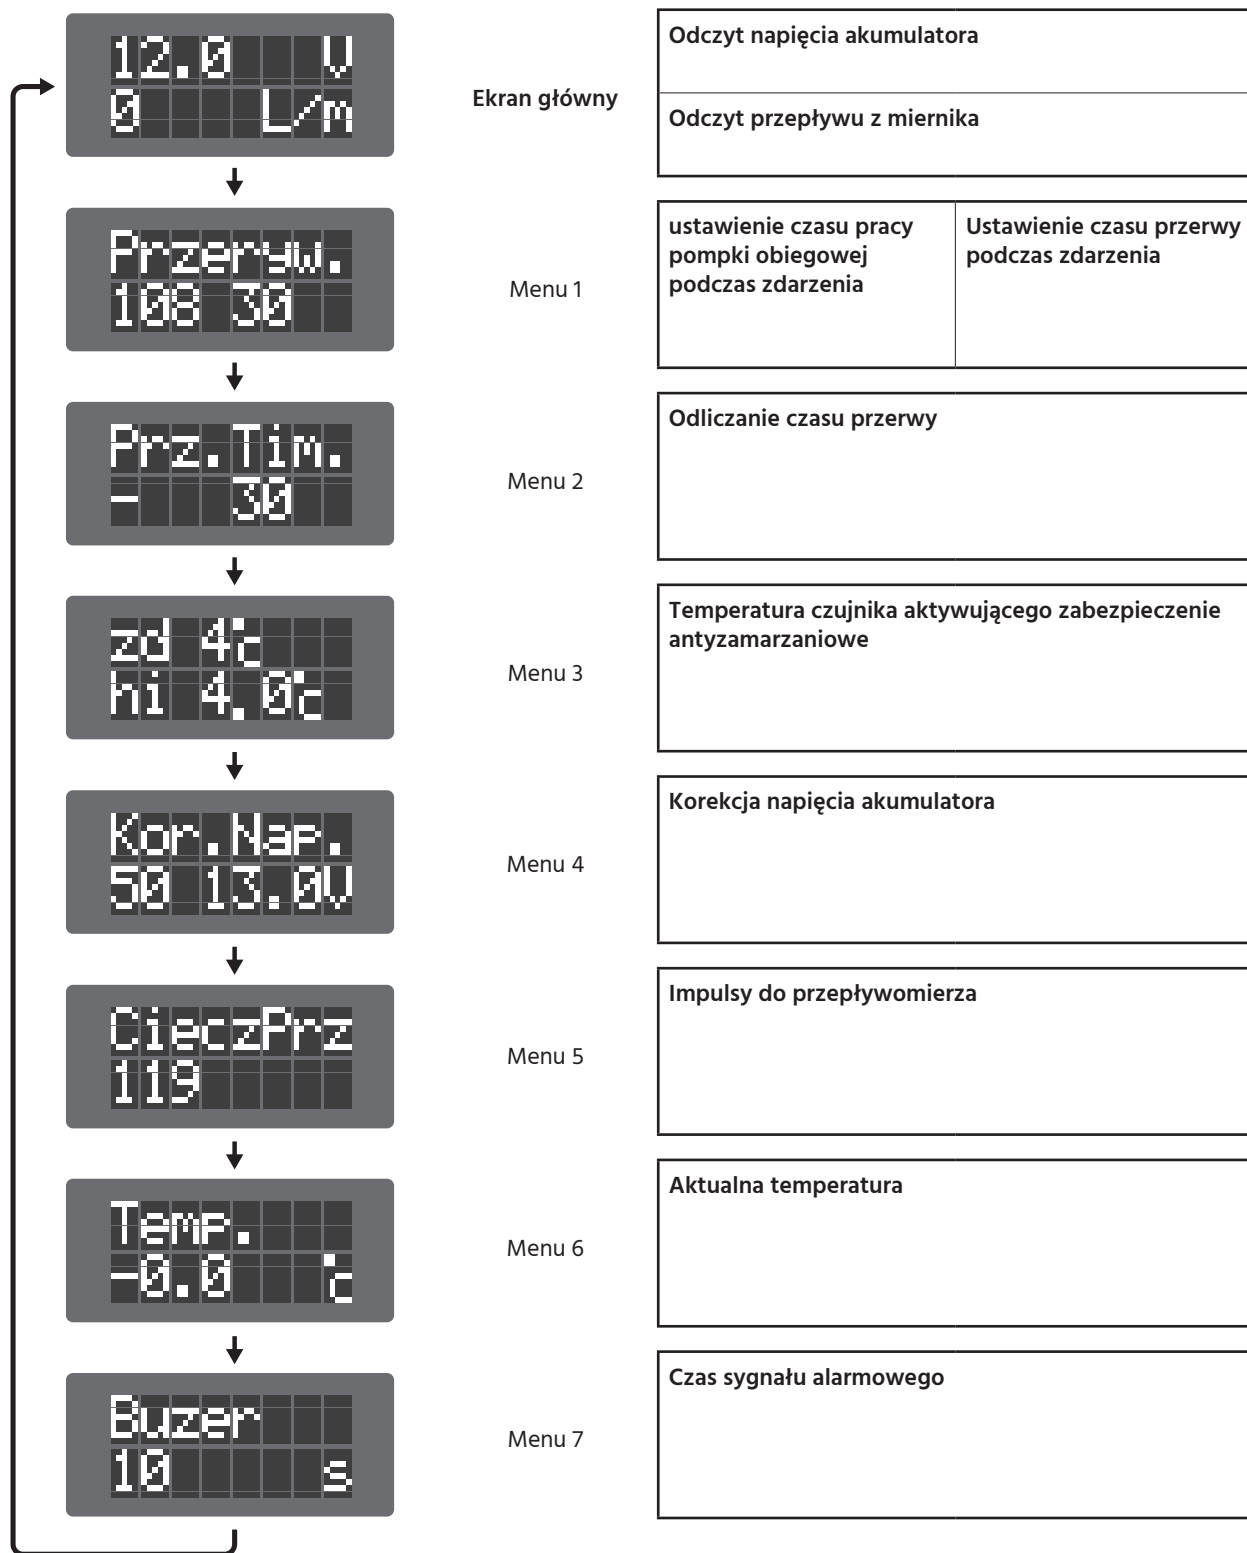 12.0 V
0 L/m
Ekran główny
Odczyt napięcia akumulatora
Odczyt przepływu z miernika
Przeryw.
108 30
Menu 1
ustawienie czasu pracy
pompki obiegowej
podczas zdarzenia
Ustawienie czasu przerwy
podczas zdarzenia
Prz.Tim.
- 30
Menu 2
Odliczanie czasu przerwy
zd 4°c
hi 4.0°c
Menu 3
Temperatura czujnika aktywującego zabezpieczenie
antyzamarzaniowe
Kor.Nap.
50 13.0V
Menu 4
Korekcja napięcia akumulatora
CieczPrz
119
Menu 5
Impulsy do przepływomierza
Temp.
-0.0 °c
Menu 6
Aktualna temperatura
Buzer
10 s
Menu 7
Czas sygnału alarmowego